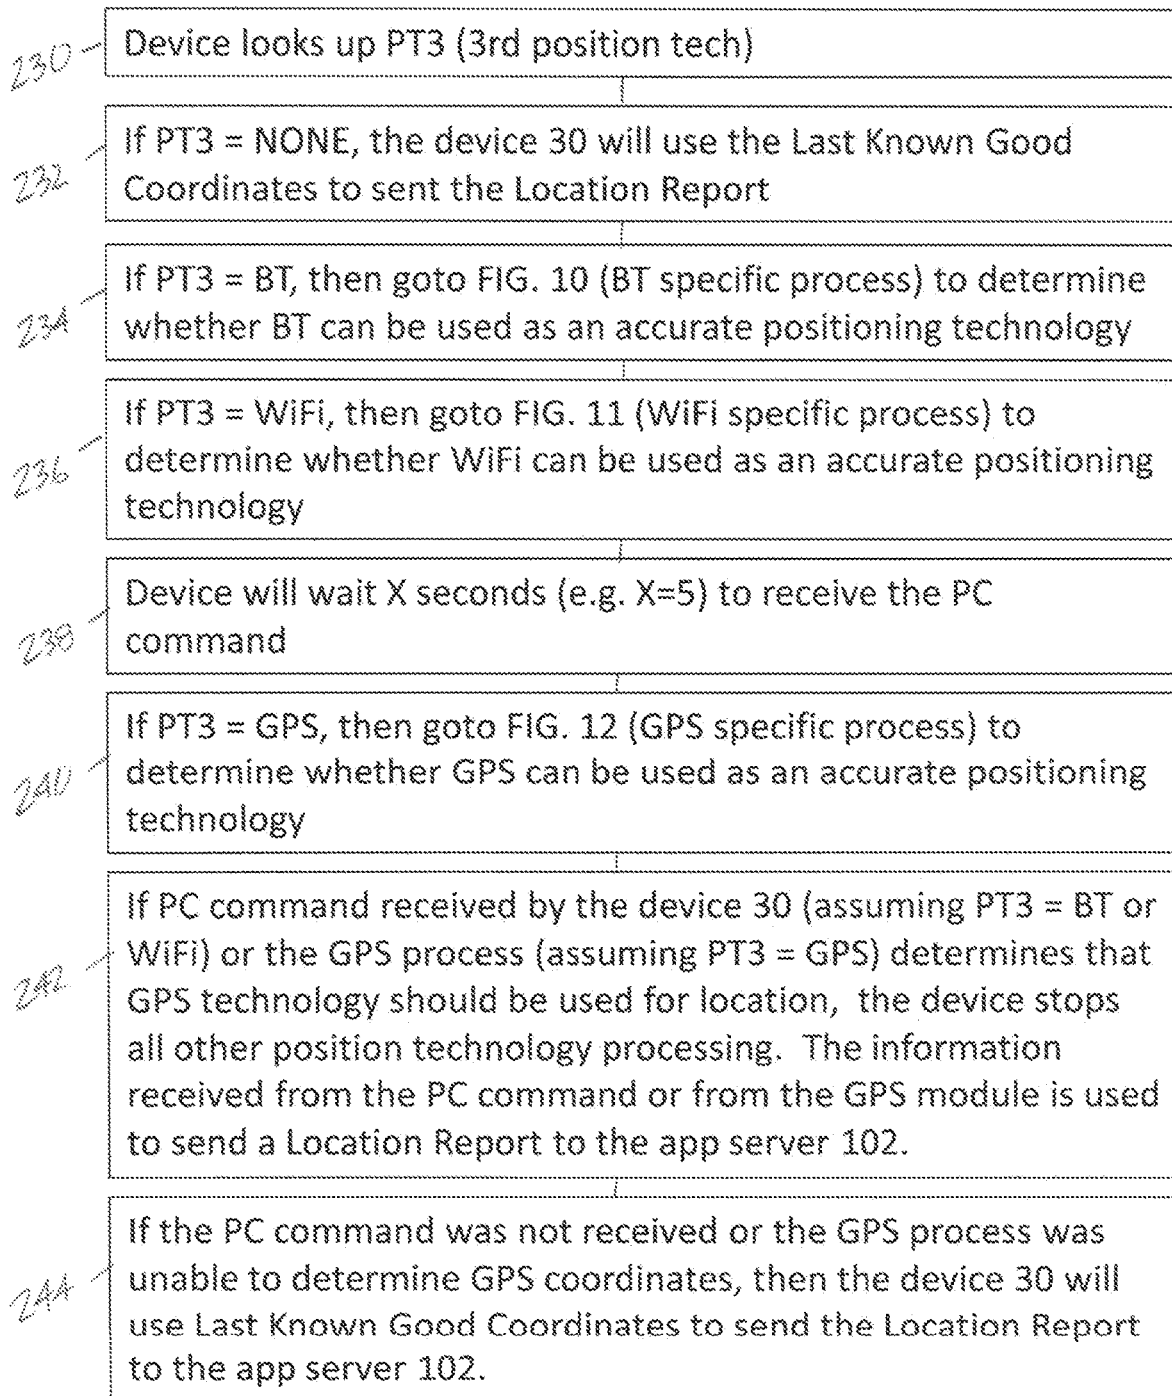 230
Device looks up PT3 (3rd position tech)
232
If PT3 = NONE, the device 30 will use the Last Known Good
Coordinates to sent the Location Report
234
If PT3 = BT, then goto FIG. 10 (BT specific process) to determine
whether BT can be used as an accurate positioning technology
236
If PT3 = WiFi, then goto FIG. 11 (WiFi specific process) to
determine whether WiFi can be used as an accurate positioning
technology
238
Device will wait X seconds (e.g. X=5) to receive the PC
command
240
If PT3 = GPS, then goto FIG. 12 (GPS specific process) to
determine whether GPS can be used as an accurate positioning
technology
242
If PC command received by the device 30 (assuming PT3 = BT or
WiFi) or the GPS process (assuming PT3 = GPS) determines that
GPS technology should be used for location, the device stops
all other position technology processing. The information
received from the PC command or from the GPS module is used
to send a Location Report to the app server 102.
244
If the PC command was not received or the GPS process was
unable to determine GPS coordinates, then the device 30 will
use Last Known Good Coordinates to send the Location Report
to the app server 102.